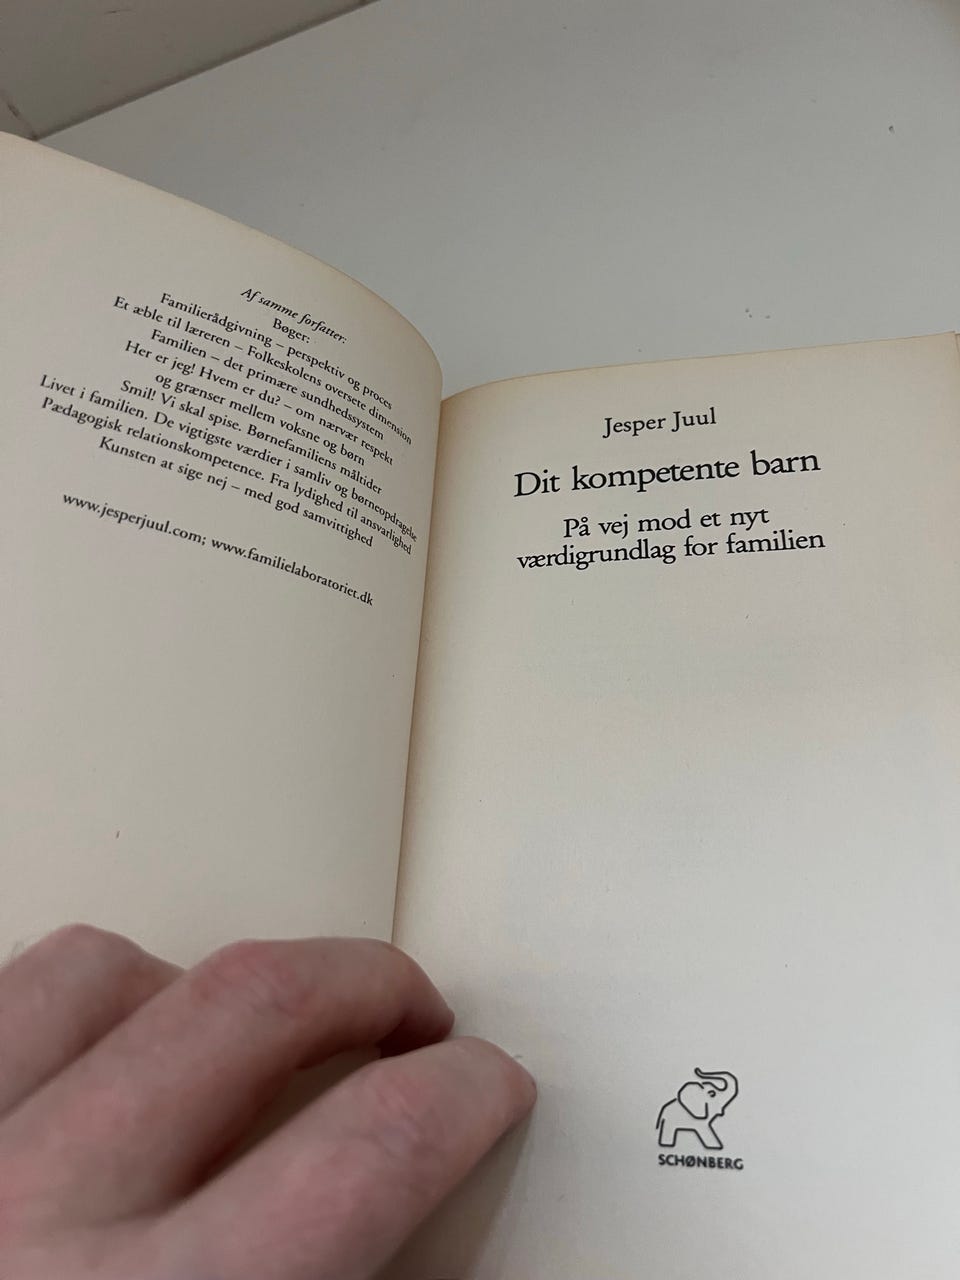 Af samme forfatter:
Bøger:
Familierådgivning – perspektiv og proces
Et æble til læreren – Folkeskolens oversete dimension
Familien – det primære sundhedssystem
Her er jeg! Hvem er du? – om nærvær respekt
og grænser mellem voksne og børn
Smil! Vi skal spise. Børnefamiliens måltider
Livet i familien. De vigtigste værdier i samliv og børneopdragelse
Pædagogisk relationskompetence. Fra lydighed til ansvarlighed
Kunsten at sige nej – med god samvittighed
www.jesperjuul.com; www.familielaboratoriet.dk
Jesper Juul
Dit kompetente barn
På vej mod et nyt
værdigrundlag for familien
SCHØNBERG